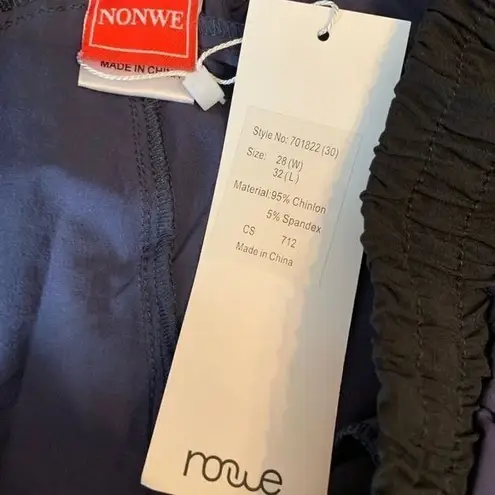 NONWE
MADE IN CHINA
Style No: 701822 (30)
Size: 28 (W)
32 (L)
Material: 95% Chinlon
5% Spandex
CS 712
Made in China
nonwe